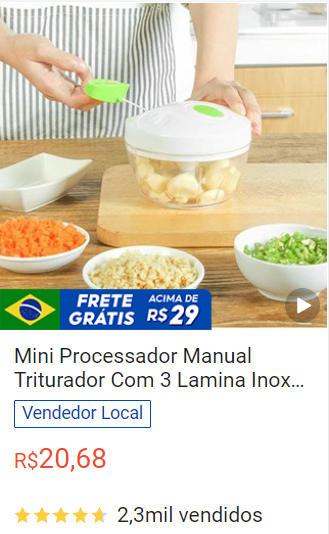 FRETE GRÁTIS
ACIMA DE R$29
Mini Processador Manual
Triturador Com 3 Lamina Inox...
Vendedor Local
R$20,68
2,3mil vendidos